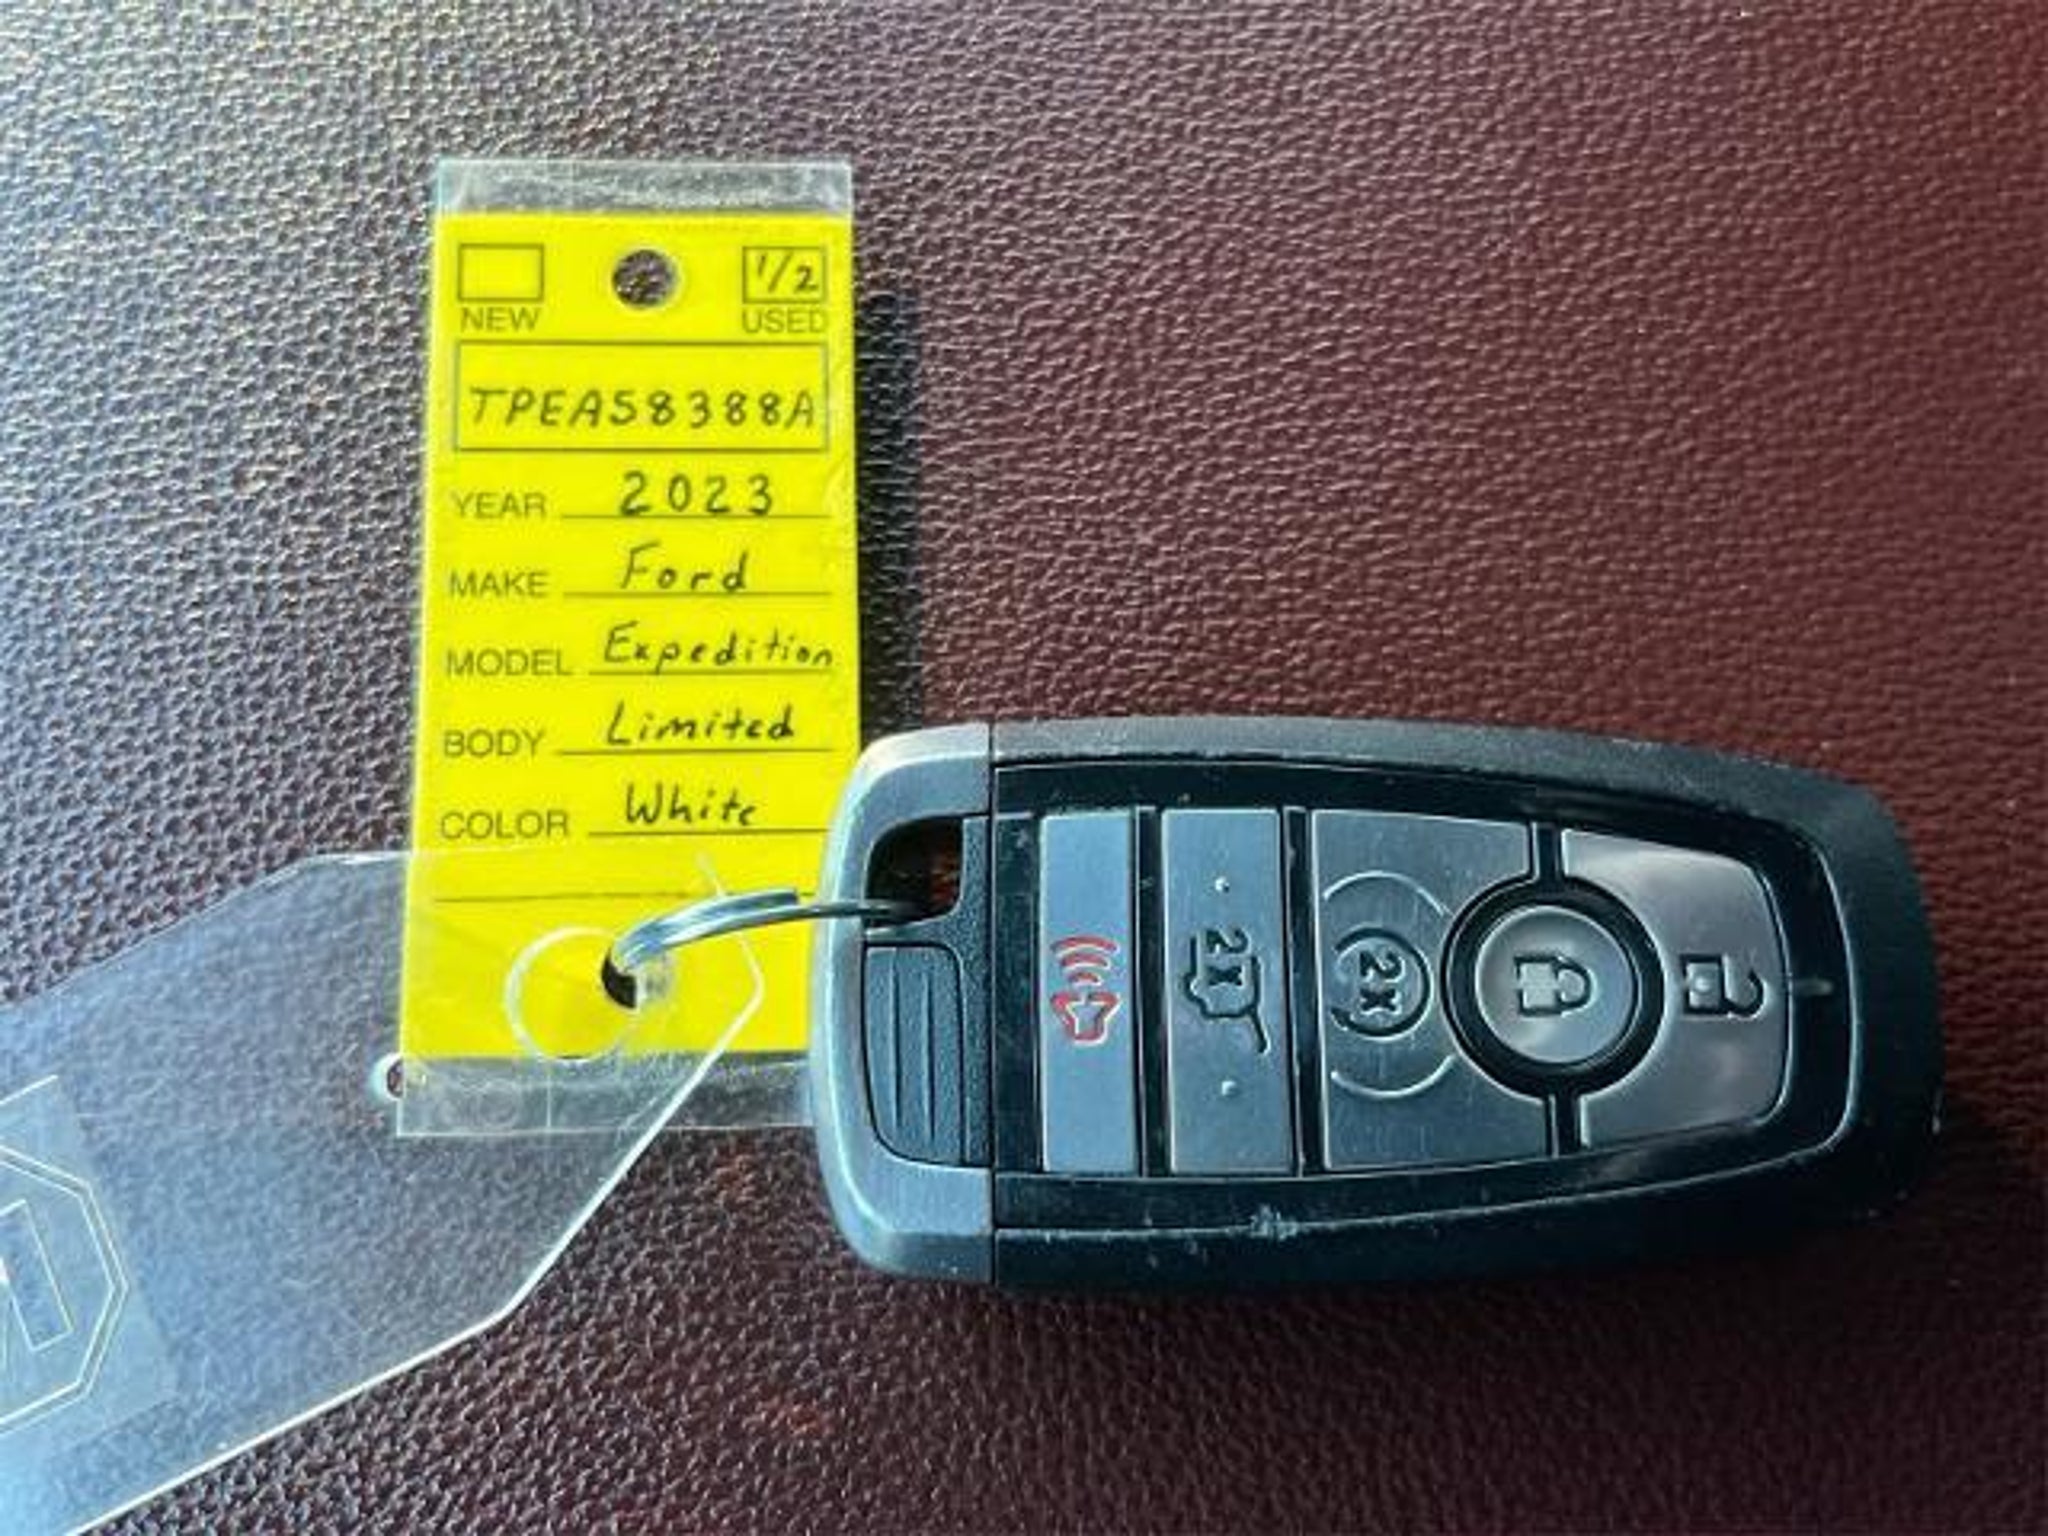 1/2
NEW USED
TPEA58388A
YEAR 2023
MAKE Ford
MODEL Expedition
BODY Limited
COLOR White
2x
2x